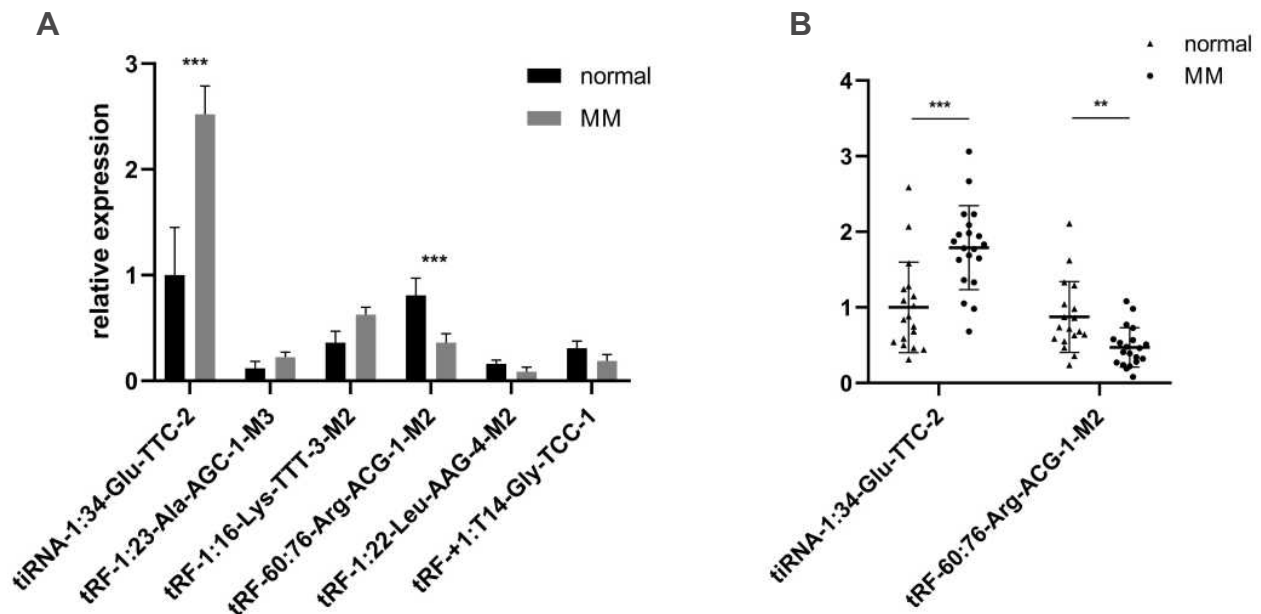 A
***
3
2
1
0
relative expression
normal
MM
***
tiRNA-1:34-Glu-TTC-2
tRF-1:23-Ala-AGC-1-M3
tRF-1:16-Lys-TTT-3-M2
tRF-60:76-Arg-ACG-1-M2
tRF-1:22-Leu-AAG-4-M2
tRF-+1:T14-Gly-TCC-1
B
normal
MM
4
3
2
1
0
***
**
tiRNA-1:34-Glu-TTC-2
tRF-60:76-Arg-ACG-1-M2